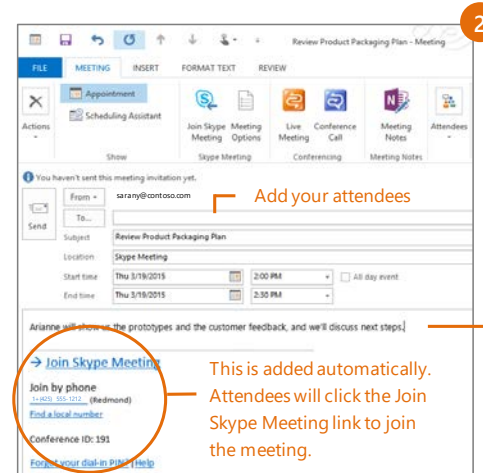 2
Review Product Packaging Plan - Meeting
FILE MEETING INSERT FORMAT TEXT REVIEW
Actions
Appointment
Scheduling Assistant
Show
Join Skype Meeting
Meeting Options
Skype Meeting
Live Meeting
Conference Call
Conferencing
Meeting Notes
Meeting Notes
Attendees
You haven't sent this meeting invitation yet.
Send
From sarany@contoso.com
Add your attendees
To...
Subject Review Product Packaging Plan
Location Skype Meeting
Start time Thu 3/19/2015 2:00 PM All day event
End time Thu 3/19/2015 2:30 PM
Arianne will show us the prototypes and the customer feedback, and we'll discuss next steps.
→ Join Skype Meeting
Join by phone
1+(425) 555-1212 (Redmond)
Find a local number
Conference ID: 191
Forgot your dial-in PIN? |Help
This is added automatically.
Attendees will click the Join
Skype Meeting link to join
the meeting.